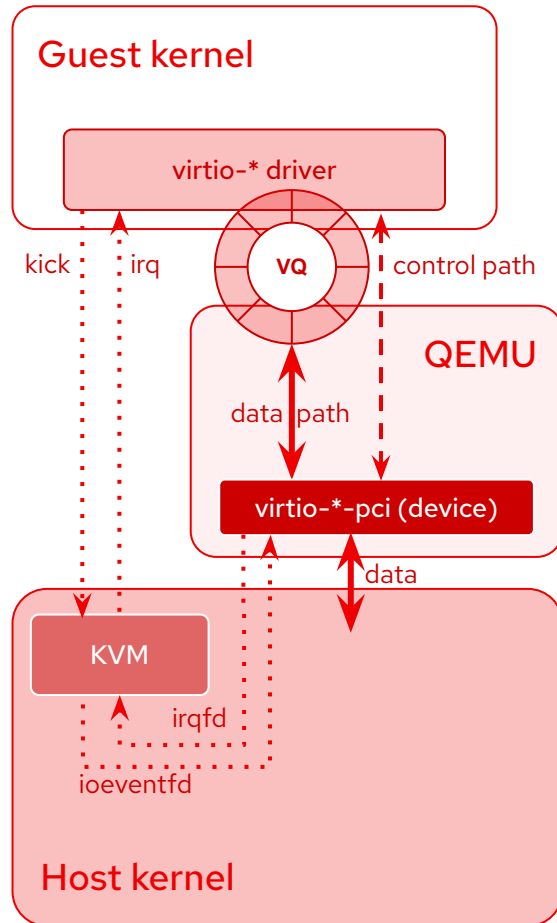 Guest kernel
virtio-* driver
kick
irq
VQ
control path
QEMU
data path
virtio-*-pci (device)
data
KVM
irqfd
ioeventfd
Host kernel